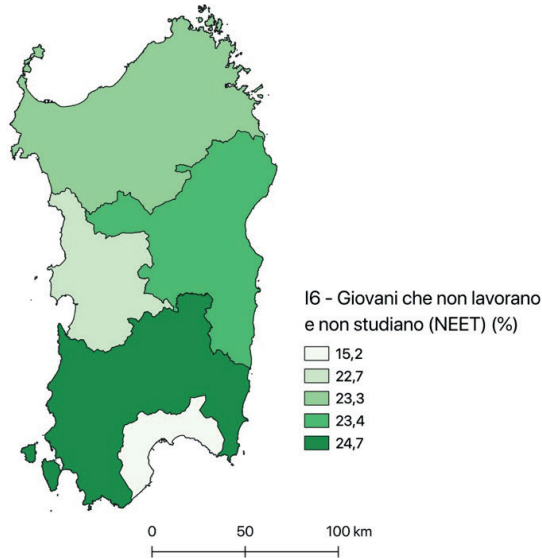 I6 - Giovani che non lavorano
e non studiano (NEET) (%)
15,2
22,7
23,3
23,4
24,7
0 50 100 km